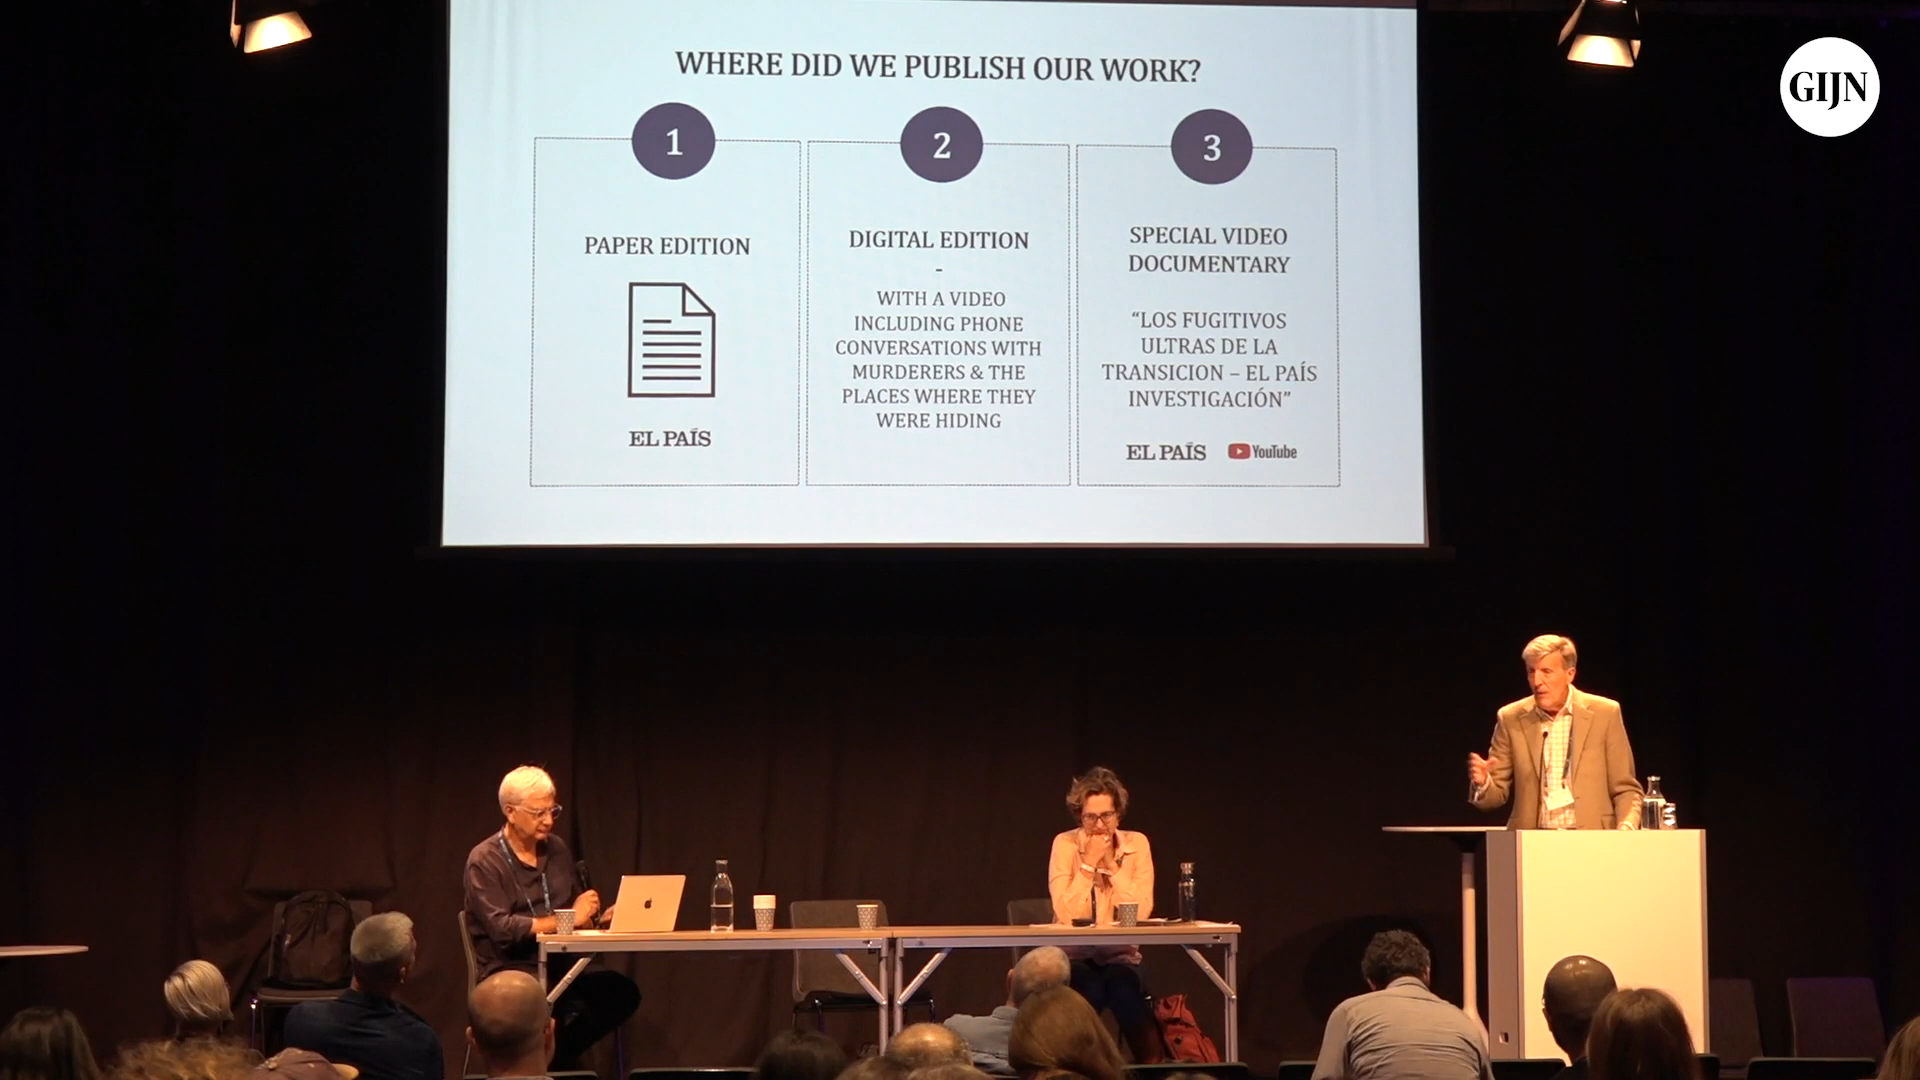 GIJN
WHERE DID WE PUBLISH OUR WORK?
1
PAPER EDITION
EL PAÍS
2
DIGITAL EDITION
-
WITH A VIDEO
INCLUDING PHONE
CONVERSATIONS WITH
MURDERERS & THE
PLACES WHERE THEY
WERE HIDING
3
SPECIAL VIDEO
DOCUMENTARY
“LOS FUGITIVOS
ULTRAS DE LA
TRANSICION – EL PAÍS
INVESTIGACIÓN”
EL PAÍS YouTube